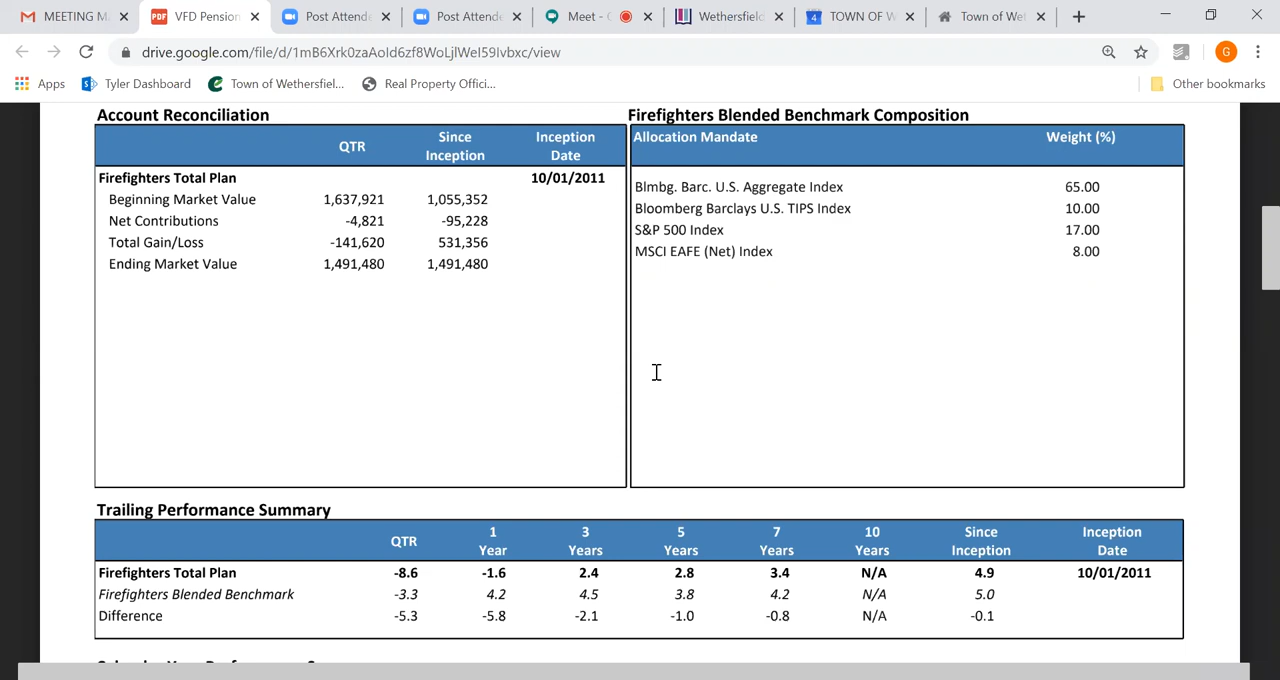 MEETING M
VFD Pension
Post Attende
Post Attende
Meet - 
Wethersfield
TOWN OF W
Town of Wet
drive.google.com/file/d/1mB6Xrk0zaAoId6zf8WoLjlWeI59Ivbxc/view
G
Apps
Tyler Dashboard
Town of Wethersfiel...
Real Property Offici...
Other bookmarks
Account Reconciliation
QTR Since Inception Inception Date
Firefighters Total Plan 10/01/2011
Beginning Market Value 1,637,921 1,055,352
Net Contributions -4,821 -95,228
Total Gain/Loss -141,620 531,356
Ending Market Value 1,491,480 1,491,480
Firefighters Blended Benchmark Composition
Allocation Mandate Weight (%)
Blmbg. Barc. U.S. Aggregate Index 65.00
Bloomberg Barclays U.S. TIPS Index 10.00
S&P 500 Index 17.00
MSCI EAFE (Net) Index 8.00
Trailing Performance Summary
QTR 1 Year 3 Years 5 Years 7 Years 10 Years Since Inception Inception Date
Firefighters Total Plan -8.6 -1.6 2.4 2.8 3.4 N/A 4.9 10/01/2011
Firefighters Blended Benchmark -3.3 4.2 4.5 3.8 4.2 N/A 5.0
Difference -5.3 -5.8 -2.1 -1.0 -0.8 N/A -0.1